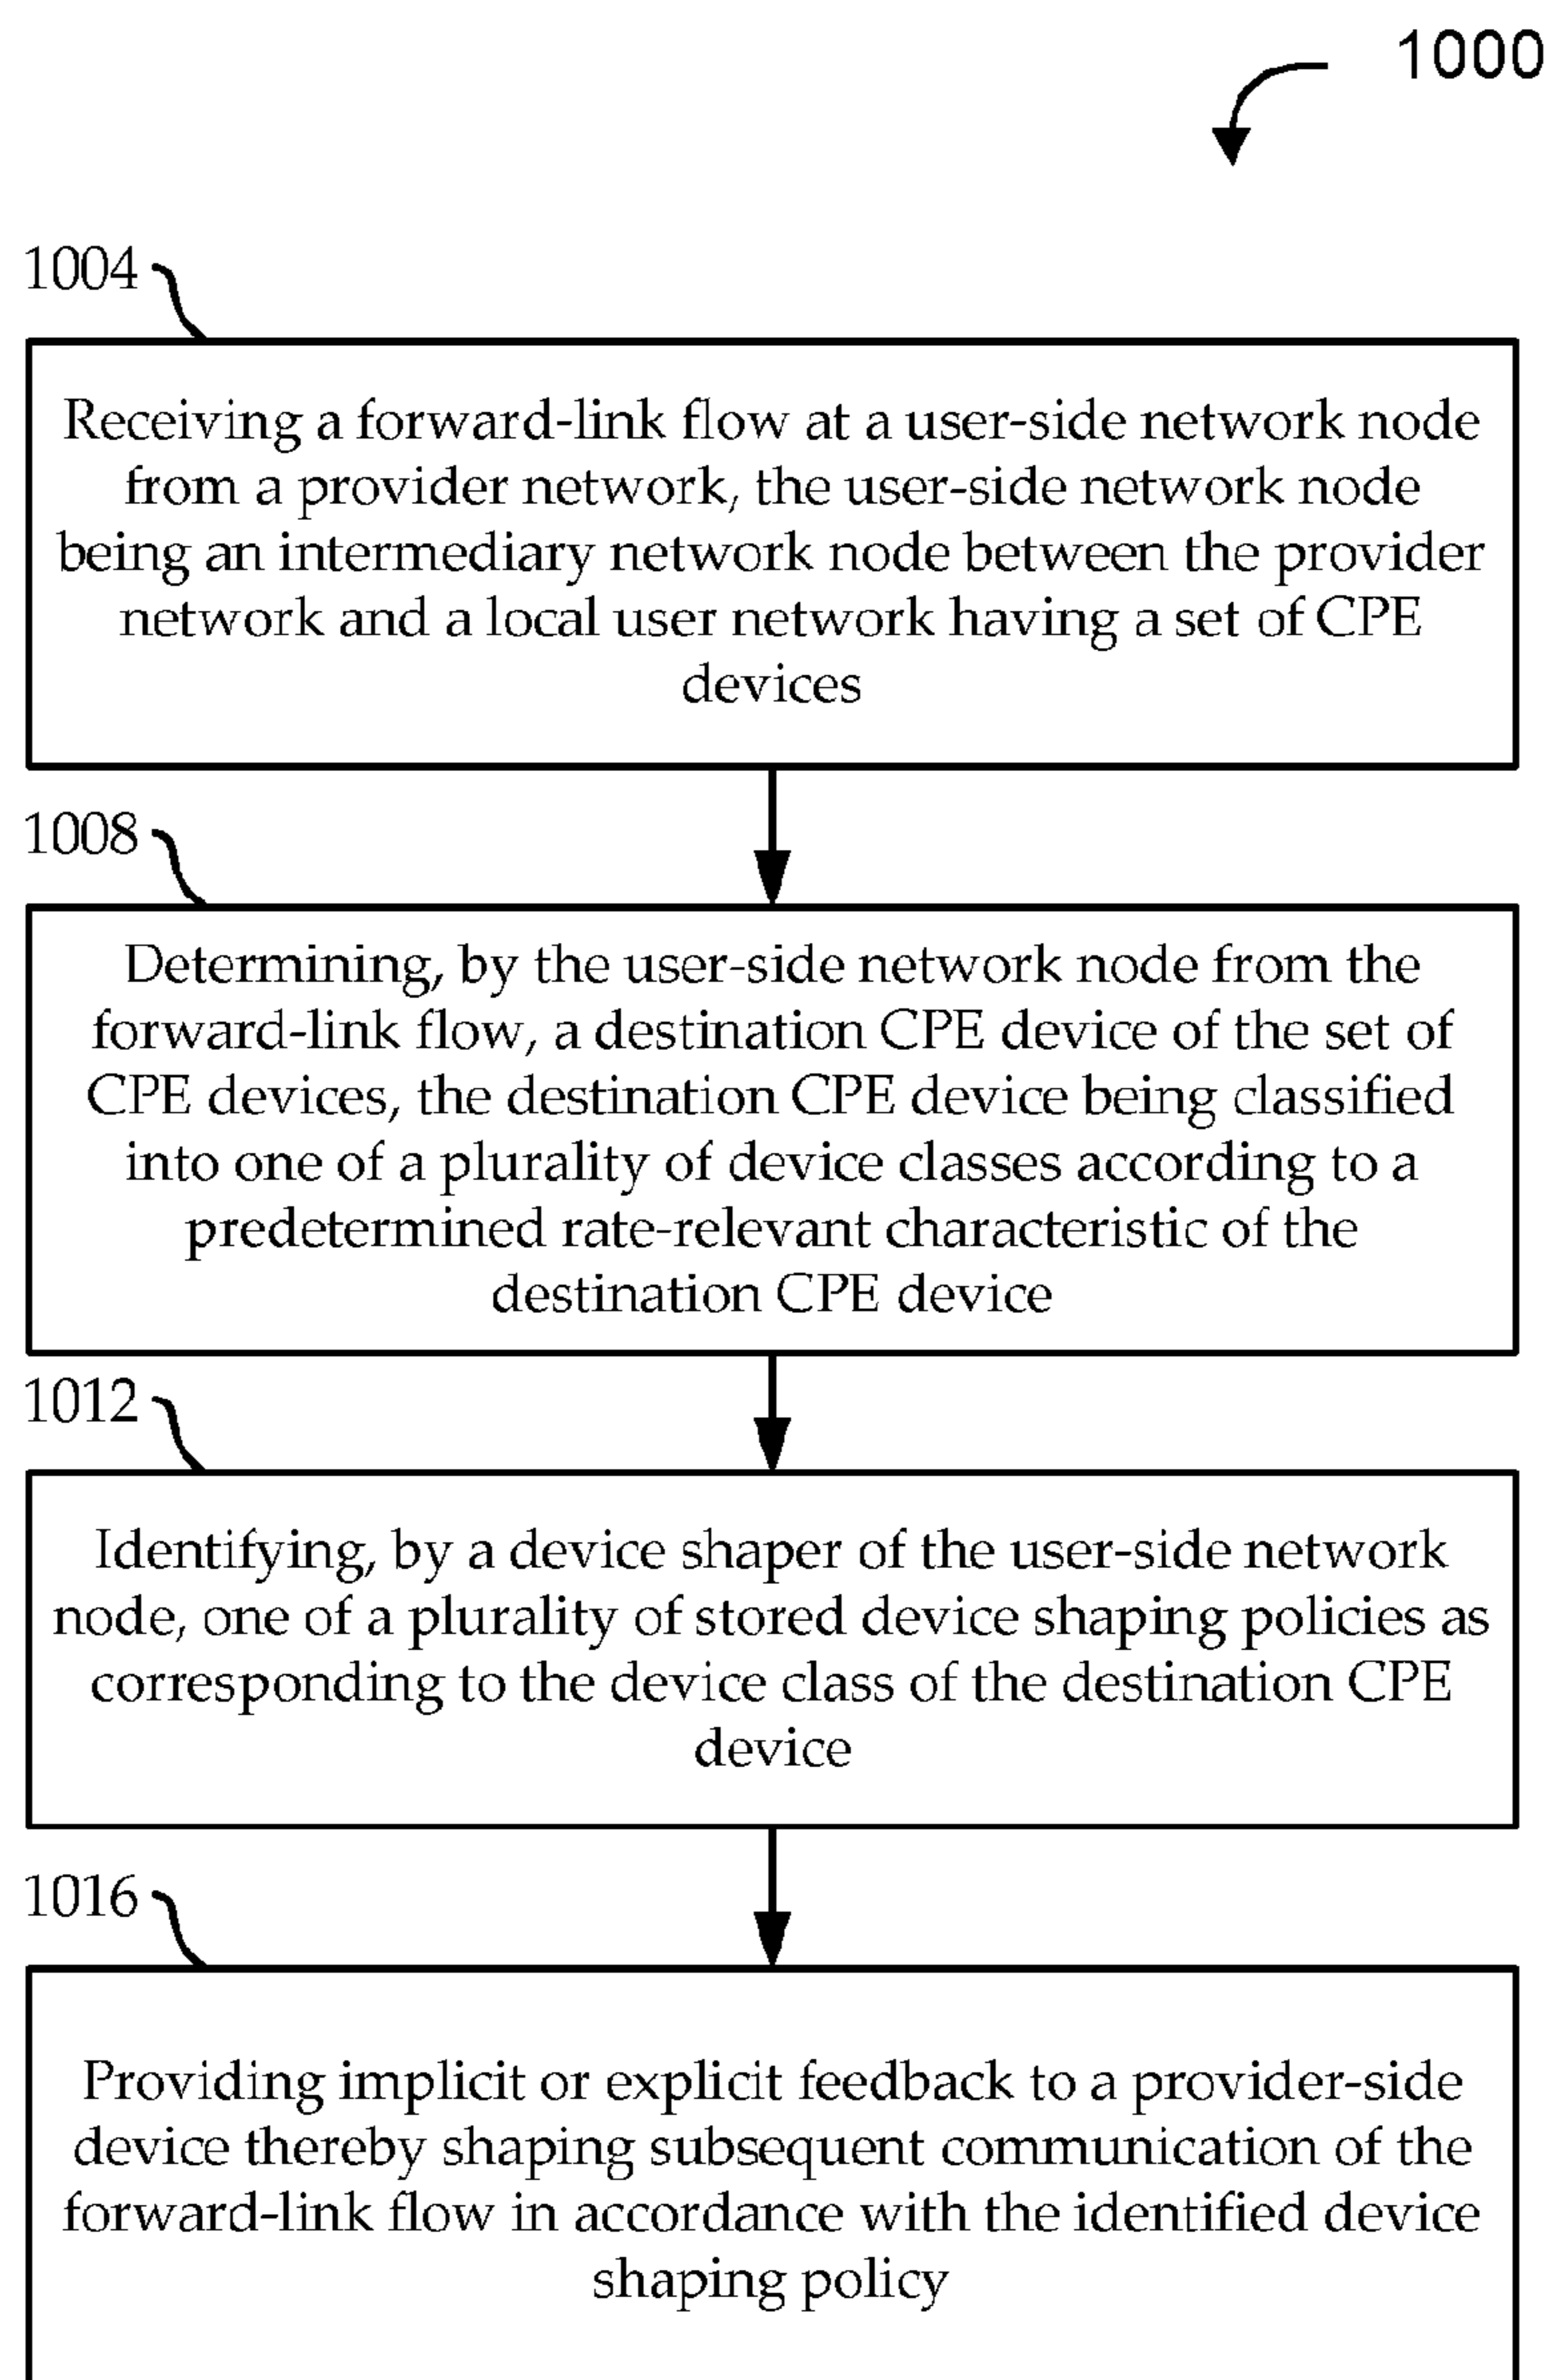 1000
1004
Receiving a forward-link flow at a user-side network node
from a provider network, the user-side network node
being an intermediary network node between the provider
network and a local user network having a set of CPE
devices
1008
Determining, by the user-side network node from the
forward-link flow, a destination CPE device of the set of
CPE devices, the destination CPE device being classified
into one of a plurality of device classes according to a
predetermined rate-relevant characteristic of the
destination CPE device
1012
Identifying, by a device shaper of the user-side network
node, one of a plurality of stored device shaping policies as
corresponding to the device class of the destination CPE
device
1016
Providing implicit or explicit feedback to a provider-side
device thereby shaping subsequent communication of the
forward-link flow in accordance with the identified device
shaping policy